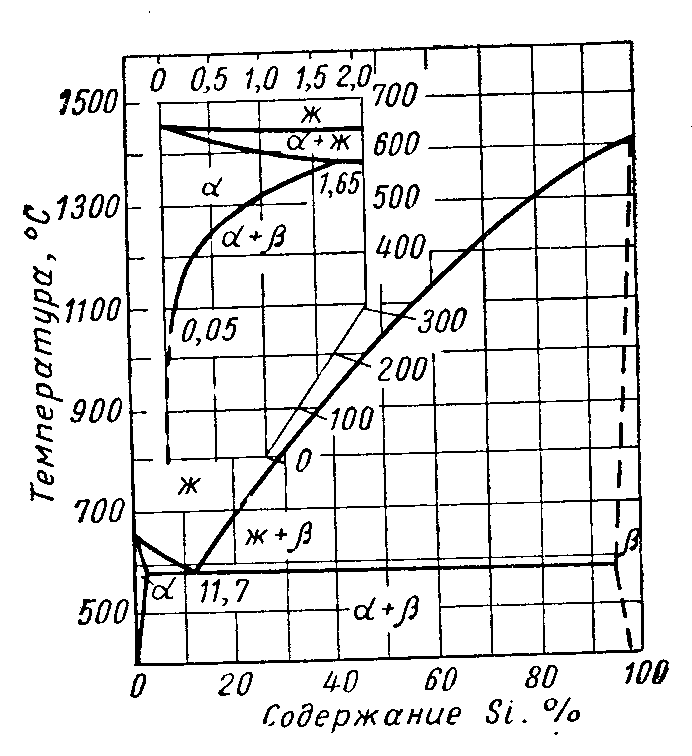 0 0,5 1,0 1,5 2,0
700
1500
ж
α+ж
600
1,65
α
500
1300
α+β
400
1100
0,05
300
200
900
100
0
ж
700
ж+β
β
α 11,7
α+β
500
0 20 40 60 80 100
Содержание Si. %
Температура, °С